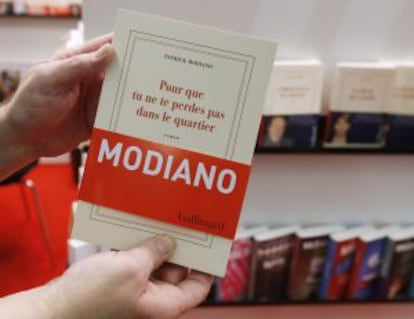 PATRICK MODIANO
Pour que
tu ne te perdes pas
dans le quartier
roman
MODIANO
Gallimard